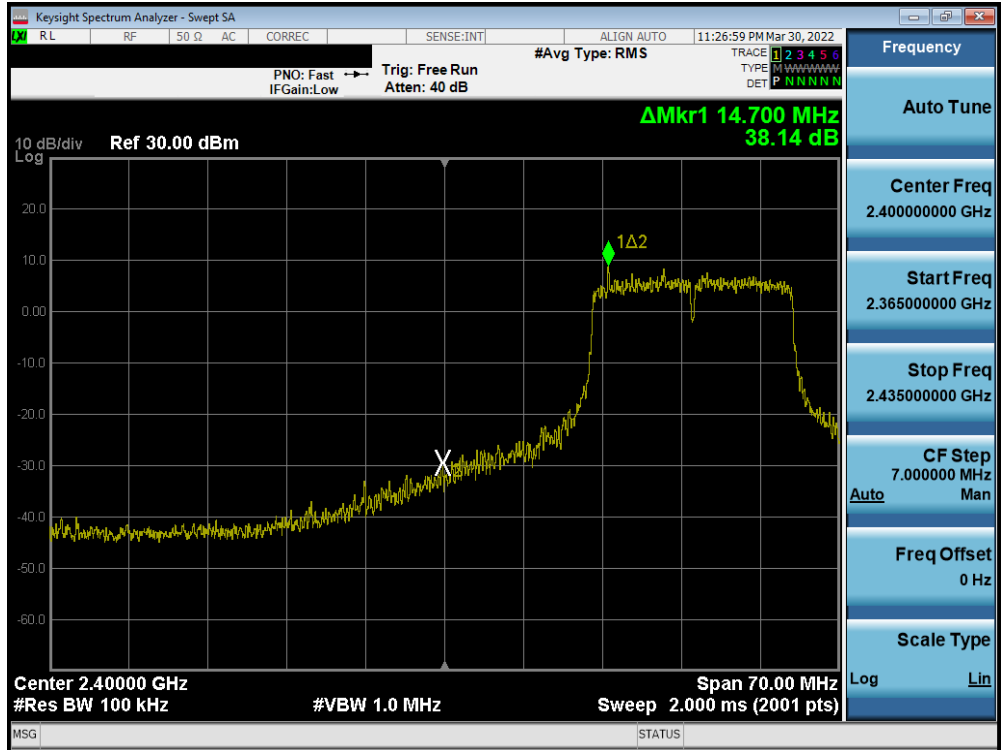 Keysight Spectrum Analyzer - Swept SA
LXI RL RF 50 Ω AC CORREC SENSE:INT ALIGN AUTO 11:26:59 PM Mar 30, 2022
#Avg Type: RMS TRACE 1 2 3 4 5 6
PNO: Fast Trig: Free Run TYPE M W W W W W
IFGain:Low Atten: 40 dB DET P N N N N N
Frequency
Auto Tune
ΔMkr1 14.700 MHz
38.14 dB
10 dB/div Ref 30.00 dBm
Log
20.0
10.0
0.00
-10.0
-20.0
-30.0
-40.0
-50.0
-60.0
1Δ2
X2
Center Freq
2.400000000 GHz
Start Freq
2.365000000 GHz
Stop Freq
2.435000000 GHz
CF Step
7.000000 MHz
Auto Man
Freq Offset
0 Hz
Scale Type
Log Lin
Center 2.40000 GHz Span 70.00 MHz
#Res BW 100 kHz #VBW 1.0 MHz Sweep 2.000 ms (2001 pts)
MSG STATUS